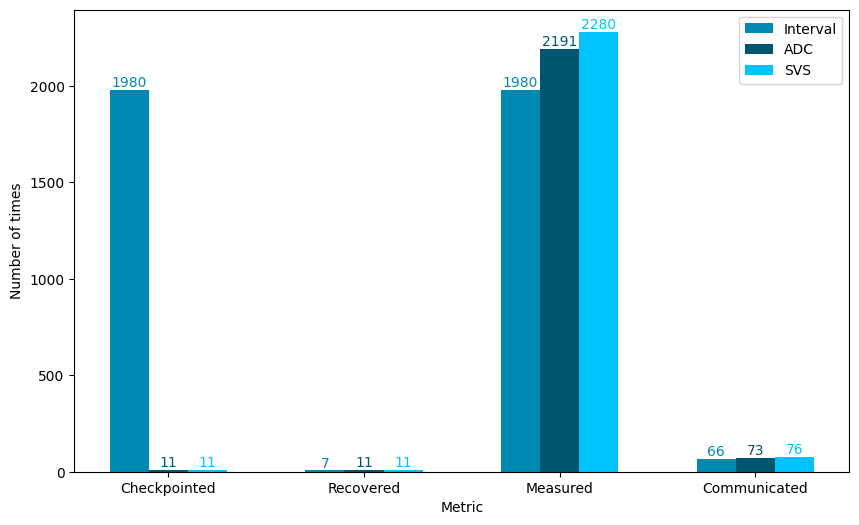 Number of times
2000
1500
1000
500
0
1980
11
11
7
11
11
1980
2191
2280
66
73
76
Checkpointed
Recovered
Measured
Communicated
Metric
Interval
ADC
SVS